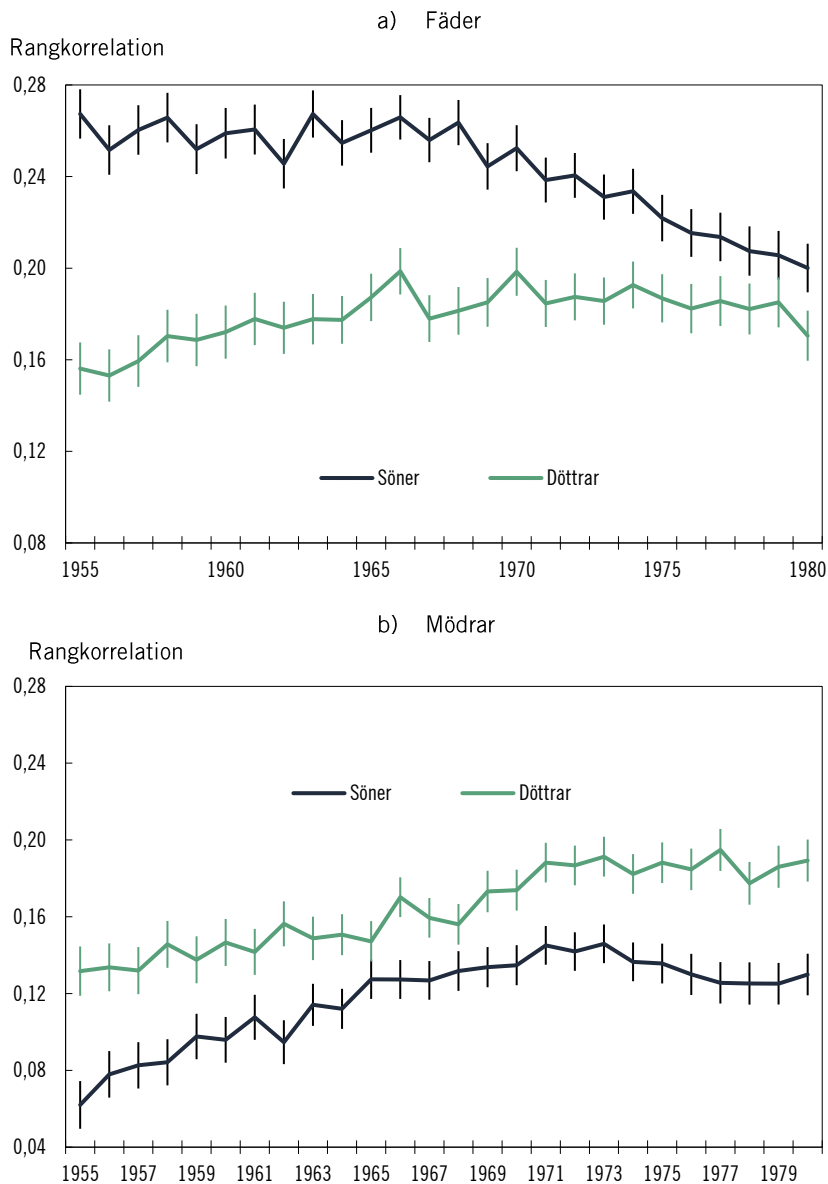 a) Fäder
Rangkorrelation
0,28
0,24
0,20
0,16
0,12
0,08
Söner Döttrar
1955 1960 1965 1970 1975 1980
b) Mödrar
Rangkorrelation
0,28
0,24
Söner Döttrar
0,20
0,16
0,12
0,08
0,04
1955 1957 1959 1961 1963 1965 1967 1969 1971 1973 1975 1977 1979